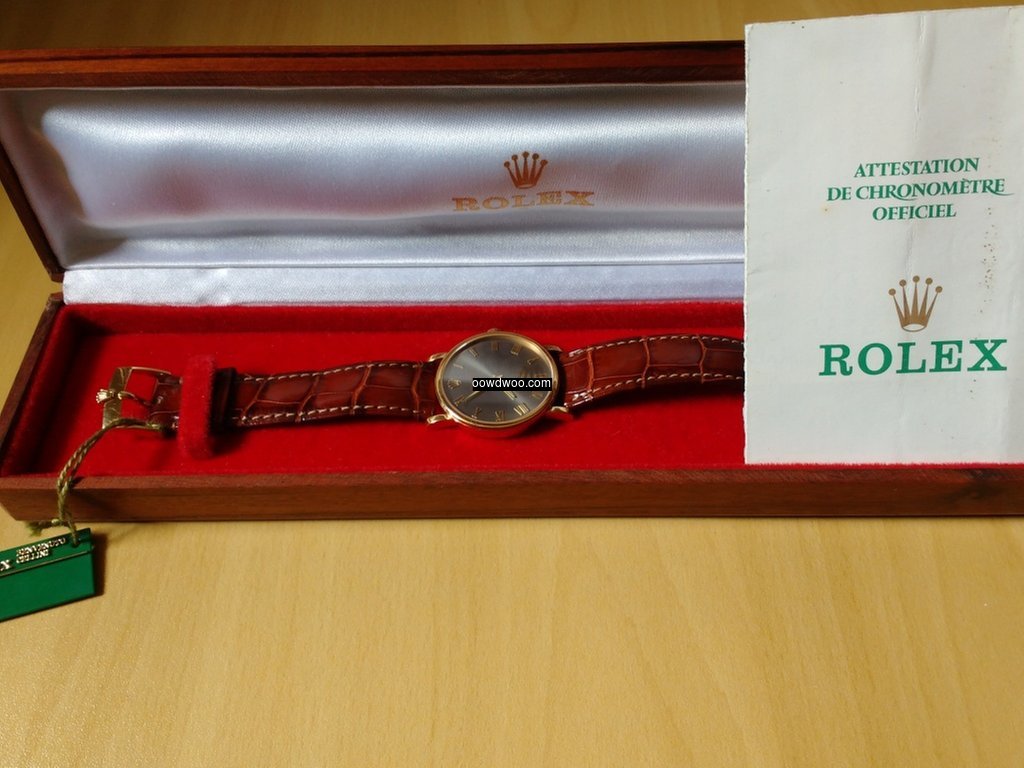 ROLEX
ATTESTATION
DE CHRONOMÈTRE
OFFICIEL
ROLEX
oowdwoo.com